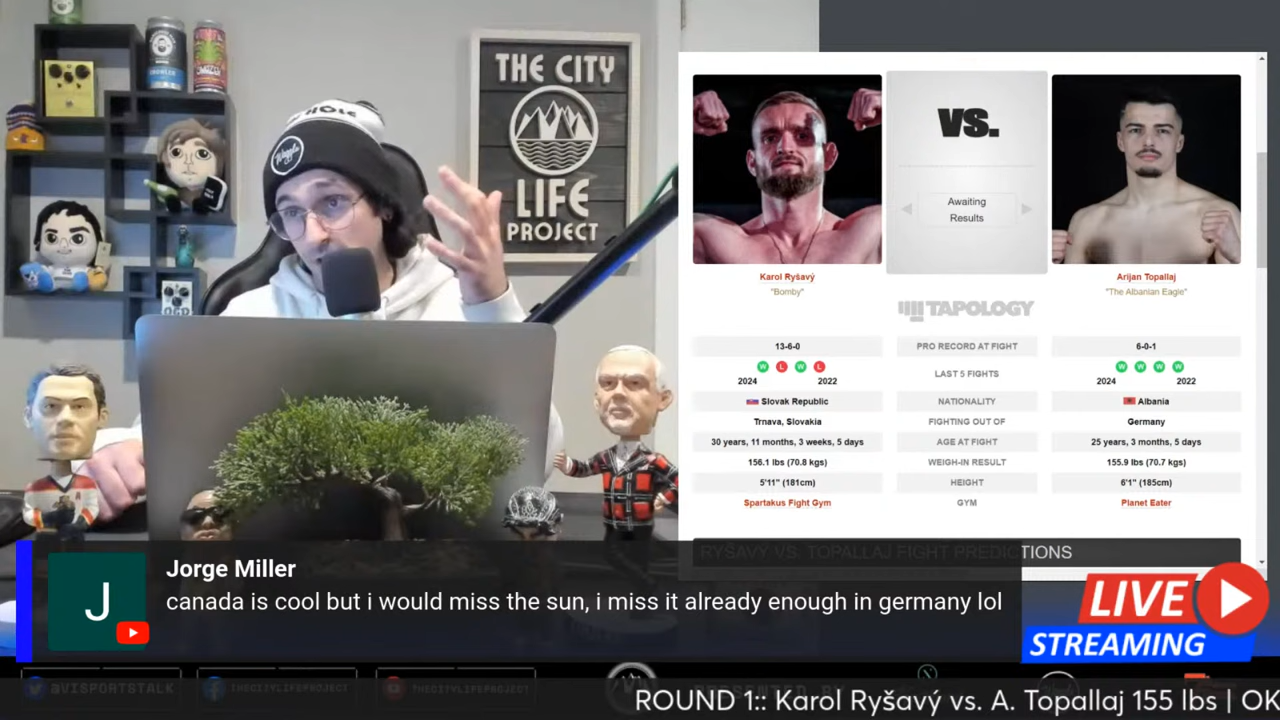 THE CITY
LIFE
PROJECT
Waggle
VS.
Awaiting
Results
Karol Ryšavý
"Bomby"
Arijan Topallaj
"The Albanian Eagle"
TAPOLOGY
13-6-0 PRO RECORD AT FIGHT 6-0-1
W L W L LAST 5 FIGHTS W W W W
2024 2022 2024 2022
Slovak Republic NATIONALITY Albania
Trnava, Slovakia FIGHTING OUT OF Germany
30 years, 11 months, 3 weeks, 5 days AGE AT FIGHT 25 years, 3 months, 5 days
156.1 lbs (70.8 kgs) WEIGH-IN RESULT 155.9 lbs (70.7 kgs)
5'11" (181cm) HEIGHT 6'1" (185cm)
Spartakus Fight Gym GYM Planet Eater
RYŠAVÝ VS. TOPALLAJ FIGHT PREDICTIONS
J
Jorge Miller
canada is cool but i would miss the sun, i miss it already enough in germany lol
LIVE
STREAMING
@VISPORTSTALK THECITYLIFEPROJECT THECITYLIFEPROJECT
ROUND 1:: Karol Ryšavý vs. A. Topallaj 155 lbs | OK